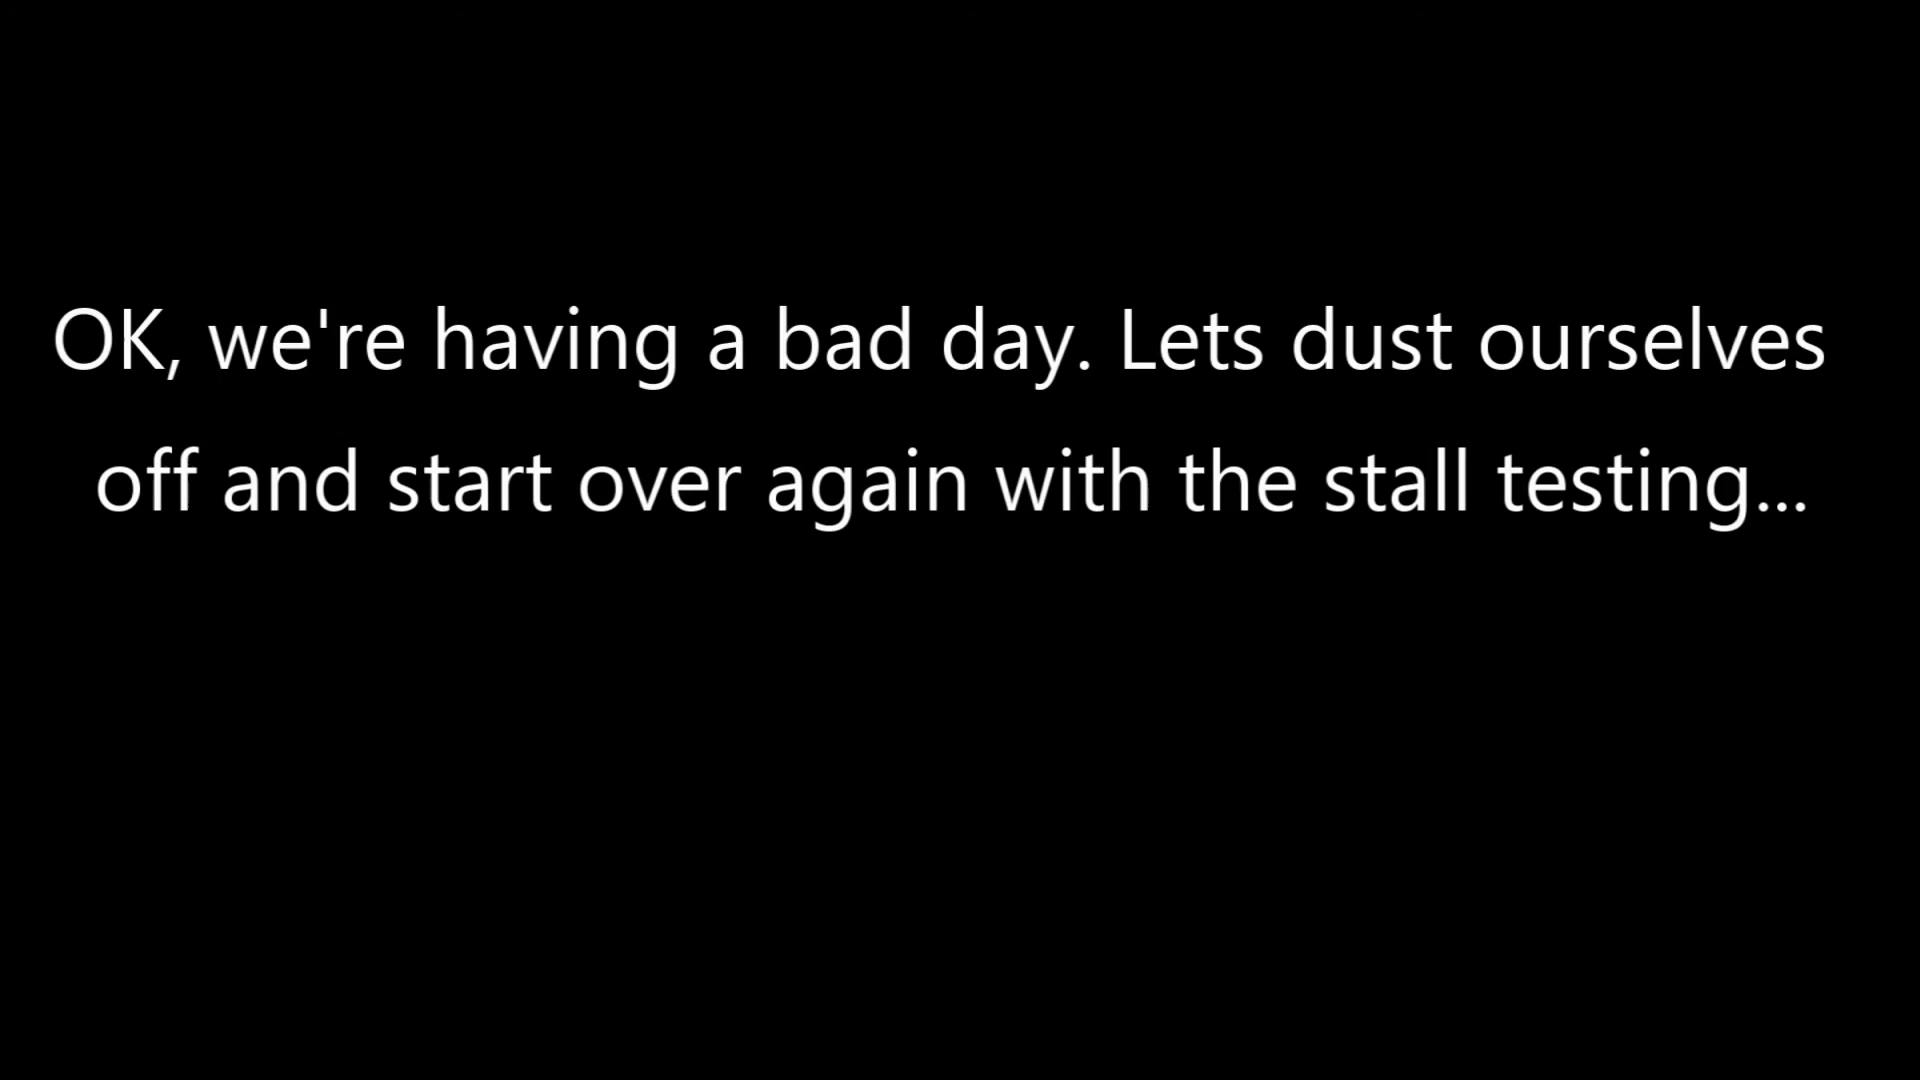 OK, we're having a bad day. Lets dust ourselves
off and start over again with the stall testing...